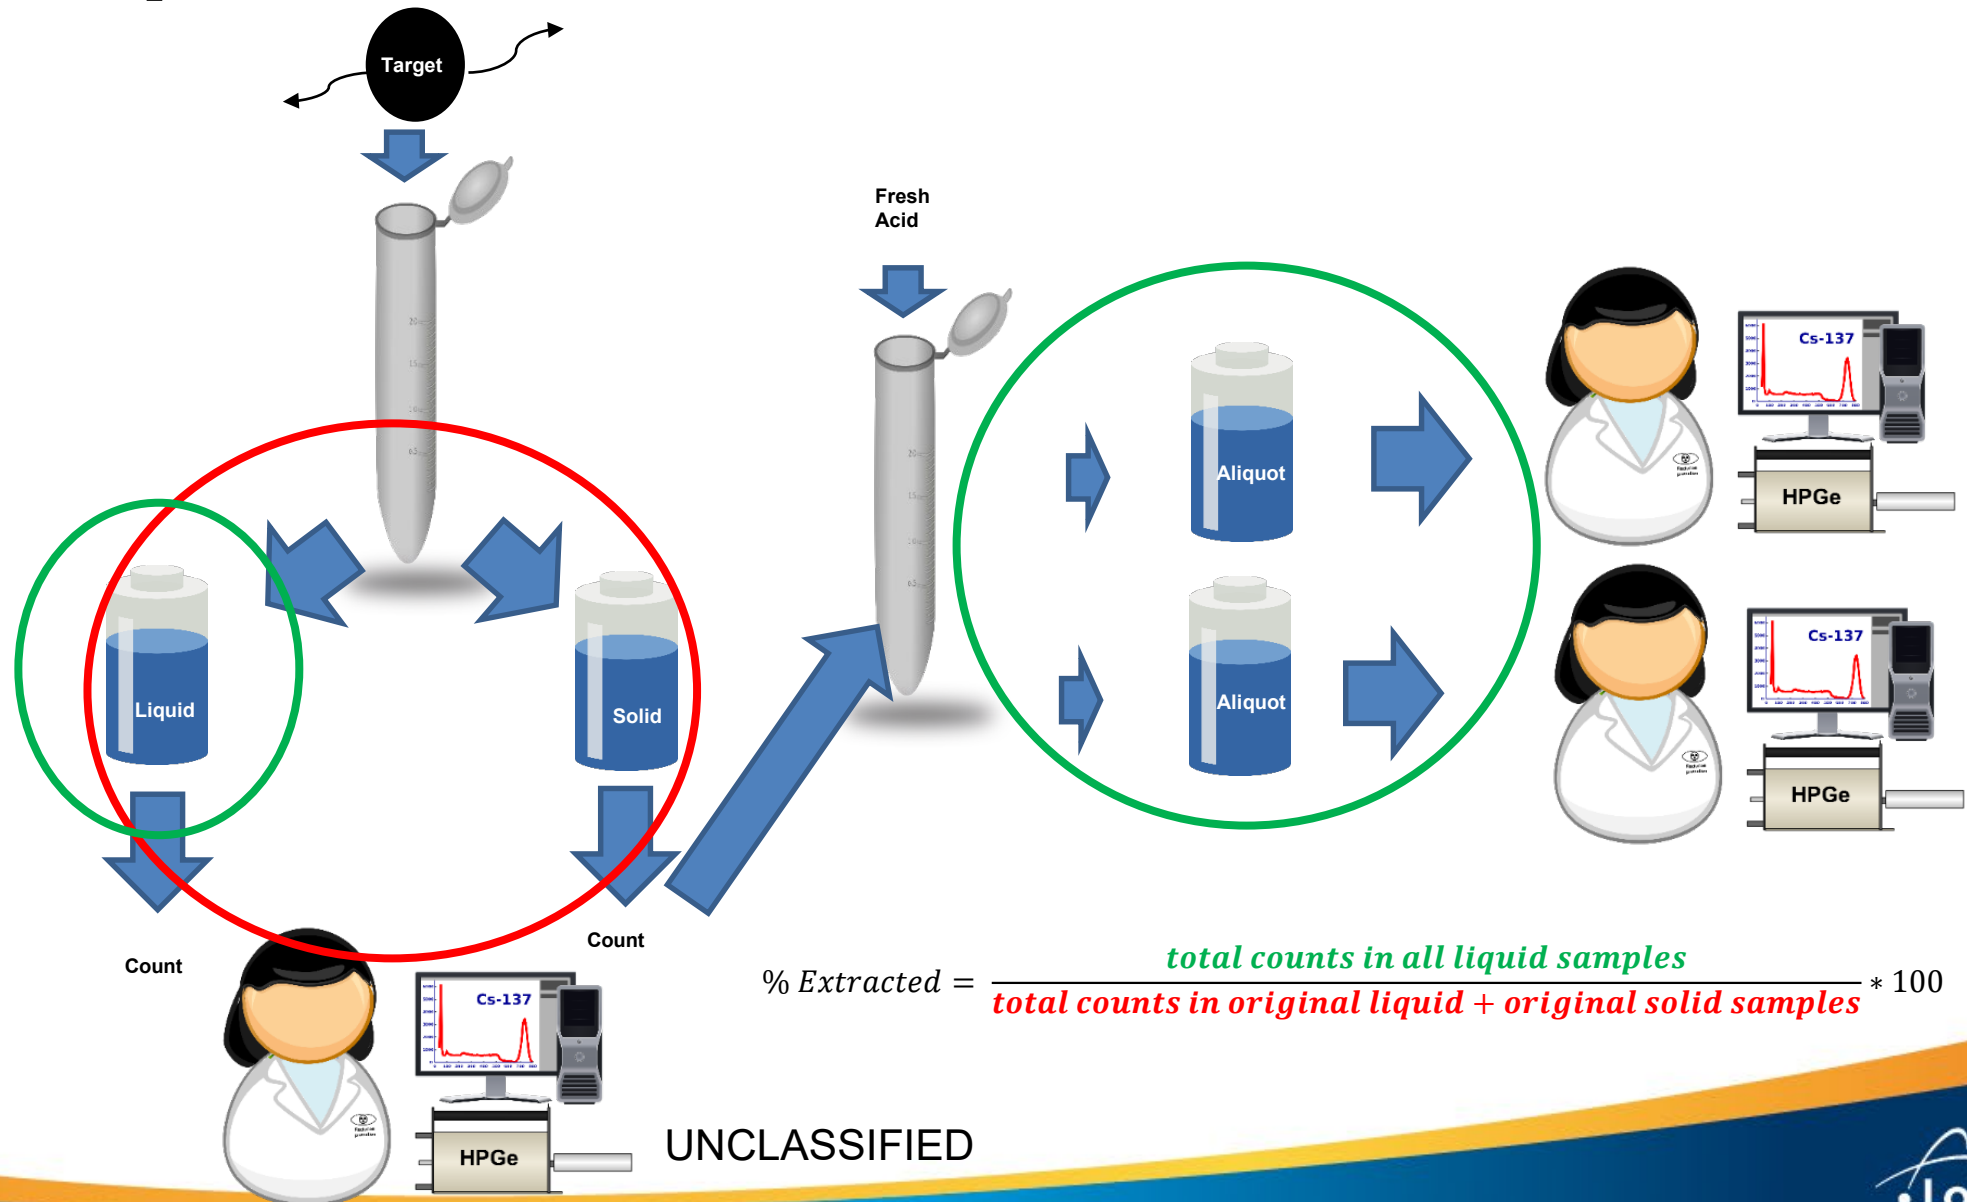 Target
Fresh
Acid
Cs-137
HPGe
Aliquot
Aliquot
Cs-137
HPGe
Liquid
Solid
Count
Count
% Extracted = total counts in all liquid samples
total counts in original liquid + original solid samples * 100
Cs-137
HPGe
UNCLASSIFIED